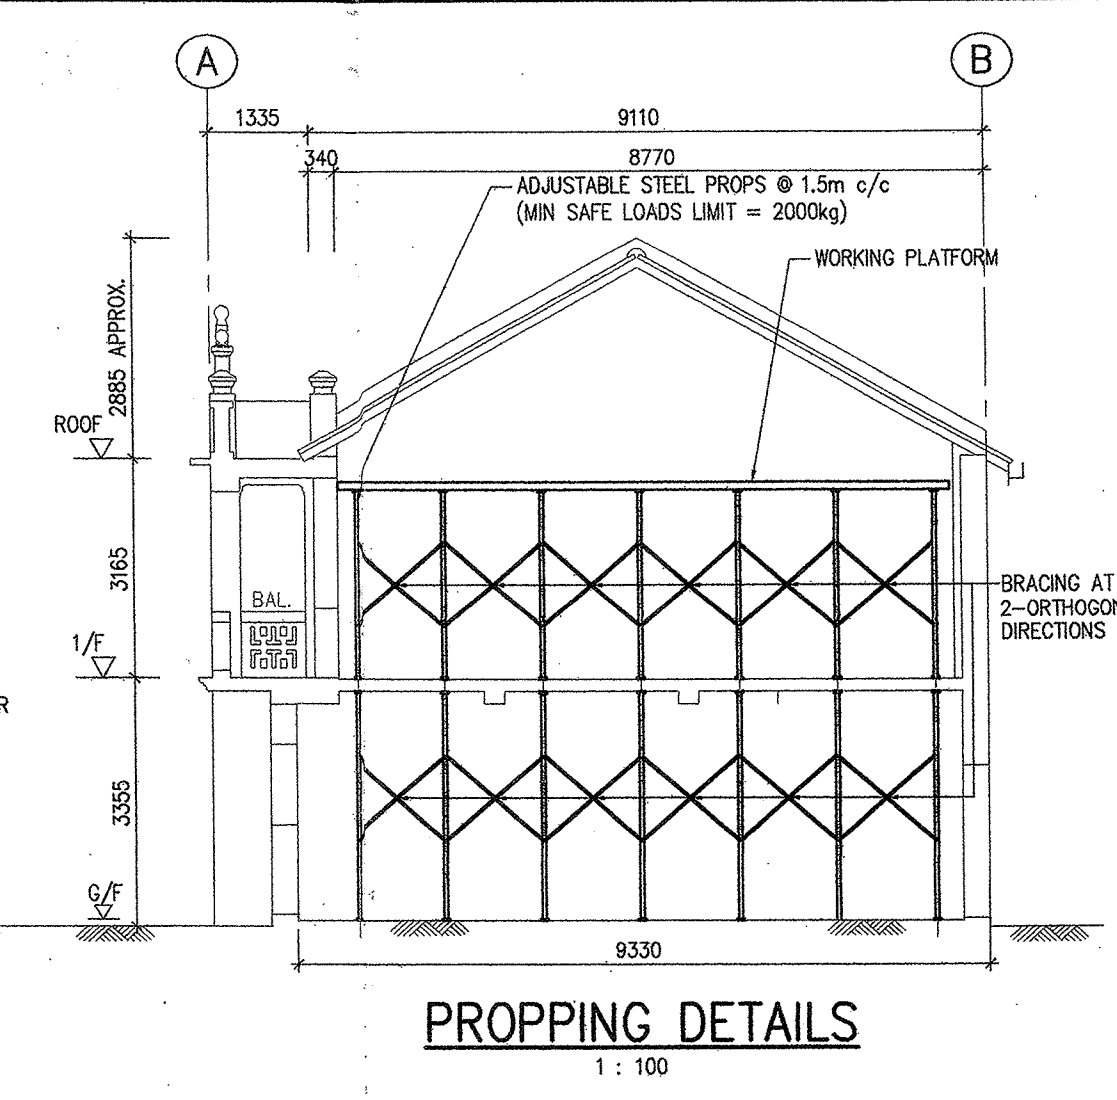 A
B
1335
9110
340
8770
ADJUSTABLE STEEL PROPS @ 1.5m c/c
(MIN SAFE LOADS LIMIT = 2000kg)
WORKING PLATFORM
2885 APPROX.
ROOF
3165
BAL.
BRACING AT
2-ORTHOGON
DIRECTIONS
1/F
R
3355
G/F
9330
PROPPING DETAILS
1 : 100